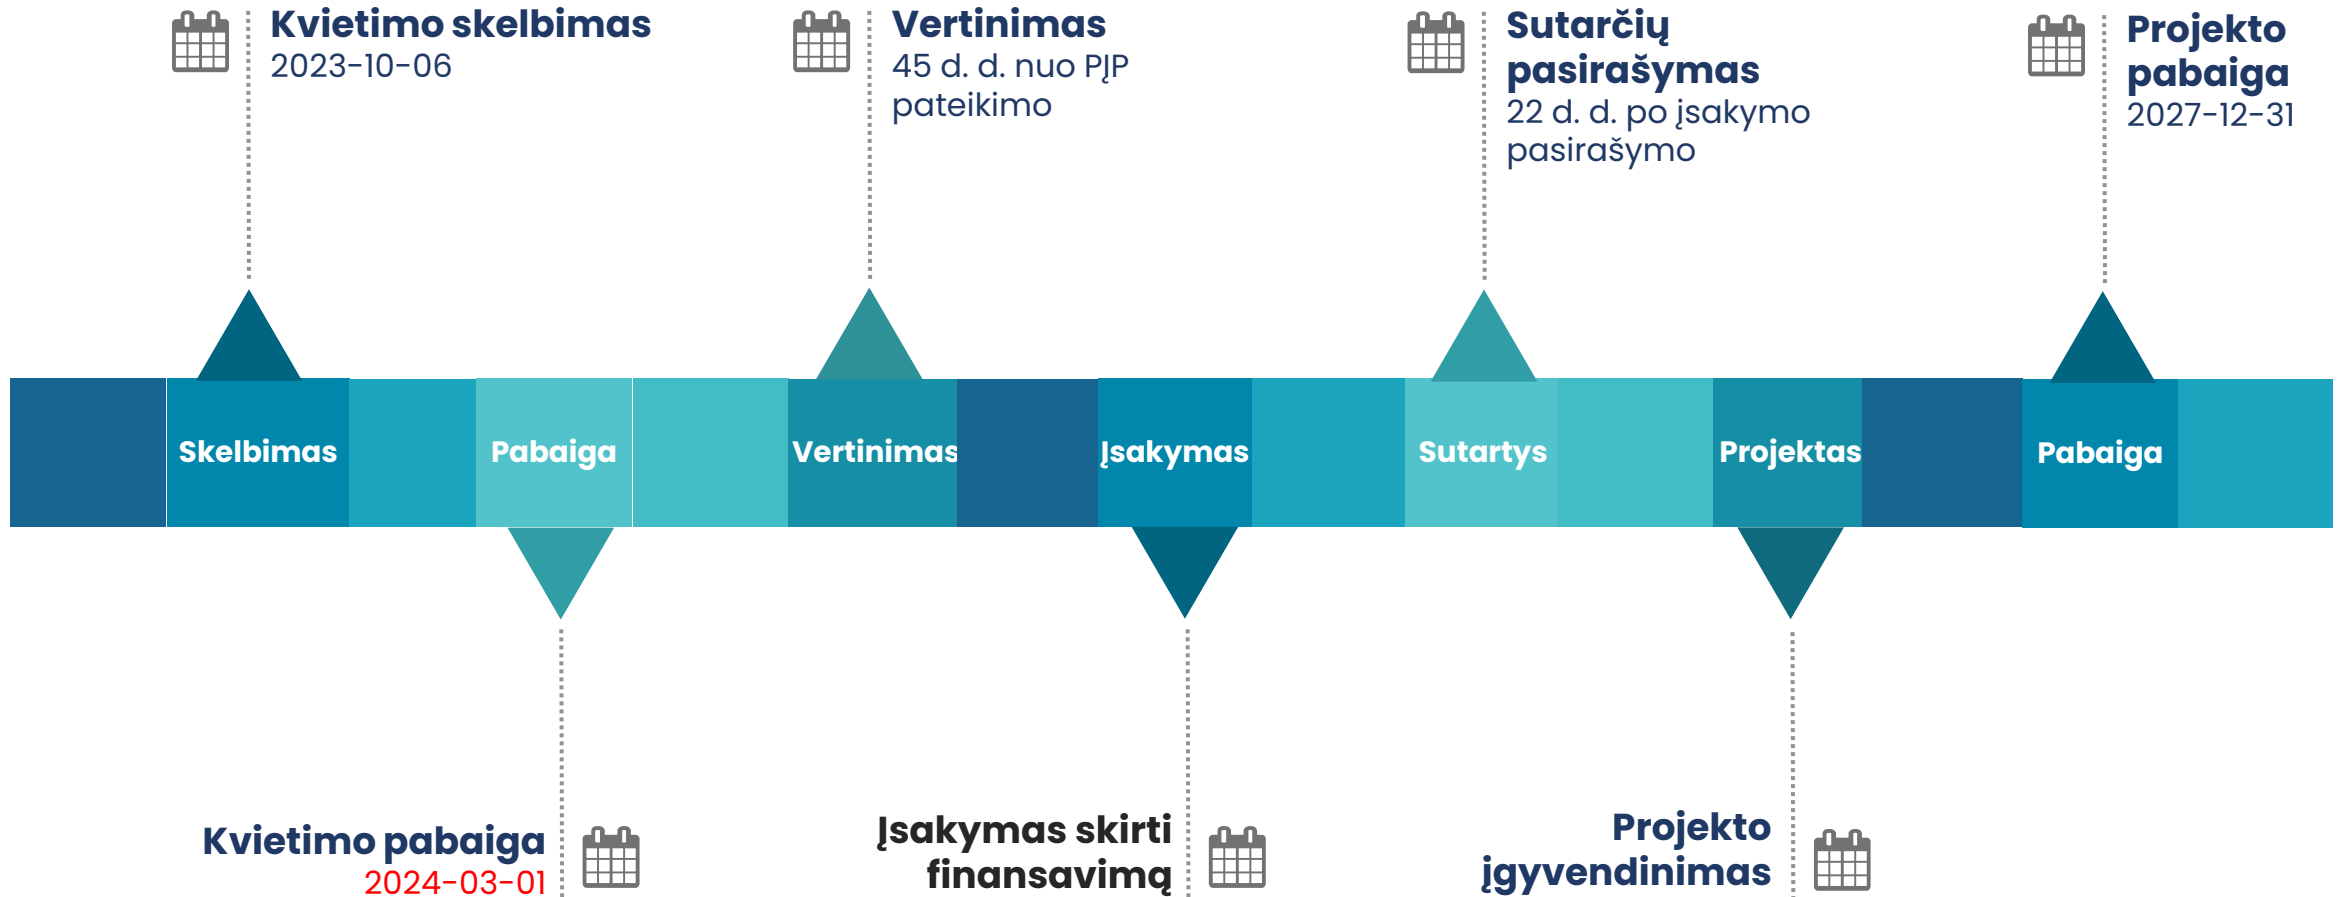 Kvietimo skelbimas
2023-10-06
Vertinimas
45 d. d. nuo PĮP
pateikimo
Sutarčių
pasirašymas
22 d. d. po įsakymo
pasirašymo
Projekto
pabaiga
2027-12-31
Skelbimas
Pabaiga
Vertinimas
Įsakymas
Sutartys
Projektas
Pabaiga
Kvietimo pabaiga
2024-03-01
Įsakymas skirti
finansavimą
Projekto
įgyvendinimas